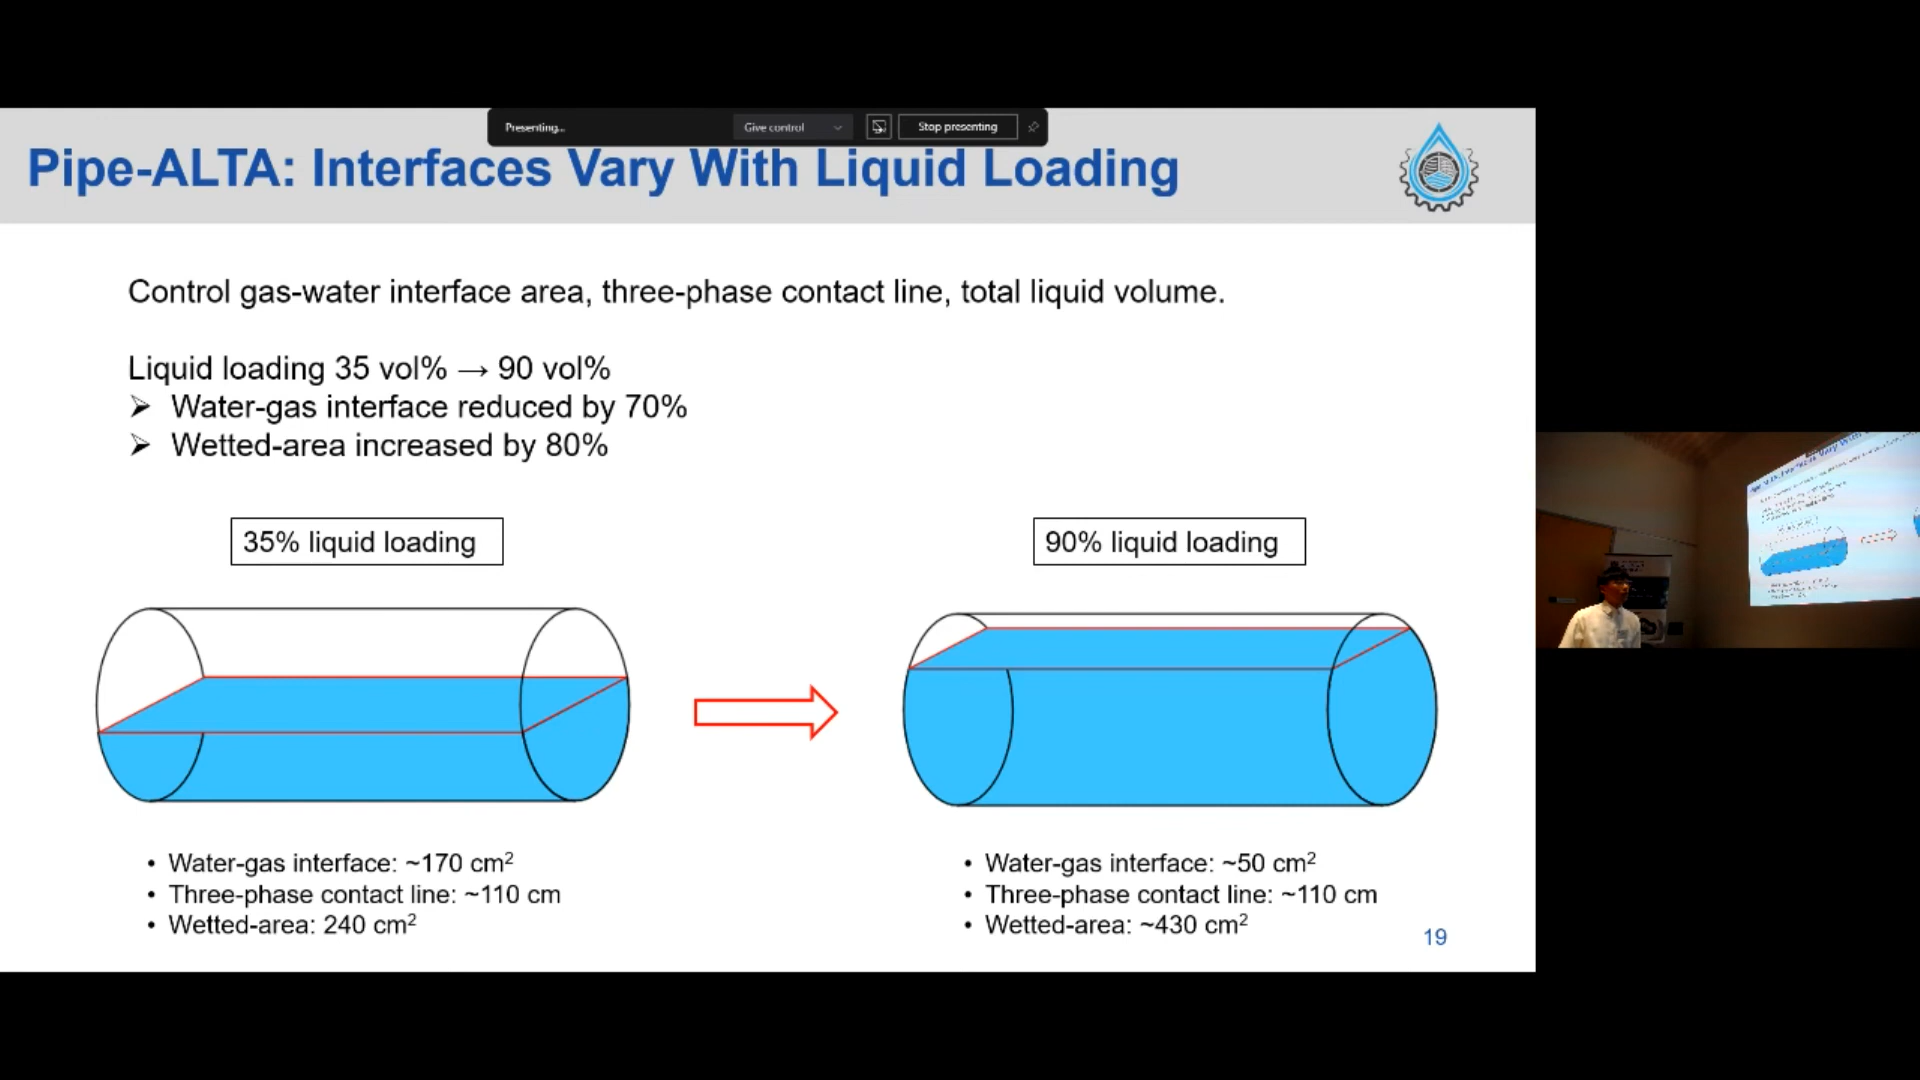 Presenting...
Give control
Stop presenting
Pipe-ALTA: Interfaces Vary With Liquid Loading
Control gas-water interface area, three-phase contact line, total liquid volume.
Liquid loading 35 vol% → 90 vol%
➢ Water-gas interface reduced by 70%
➢ Wetted-area increased by 80%
35% liquid loading
90% liquid loading
• Water-gas interface: ~170 cm²
• Three-phase contact line: ~110 cm
• Wetted-area: 240 cm²
• Water-gas interface: ~50 cm²
• Three-phase contact line: ~110 cm
• Wetted-area: ~430 cm²
19